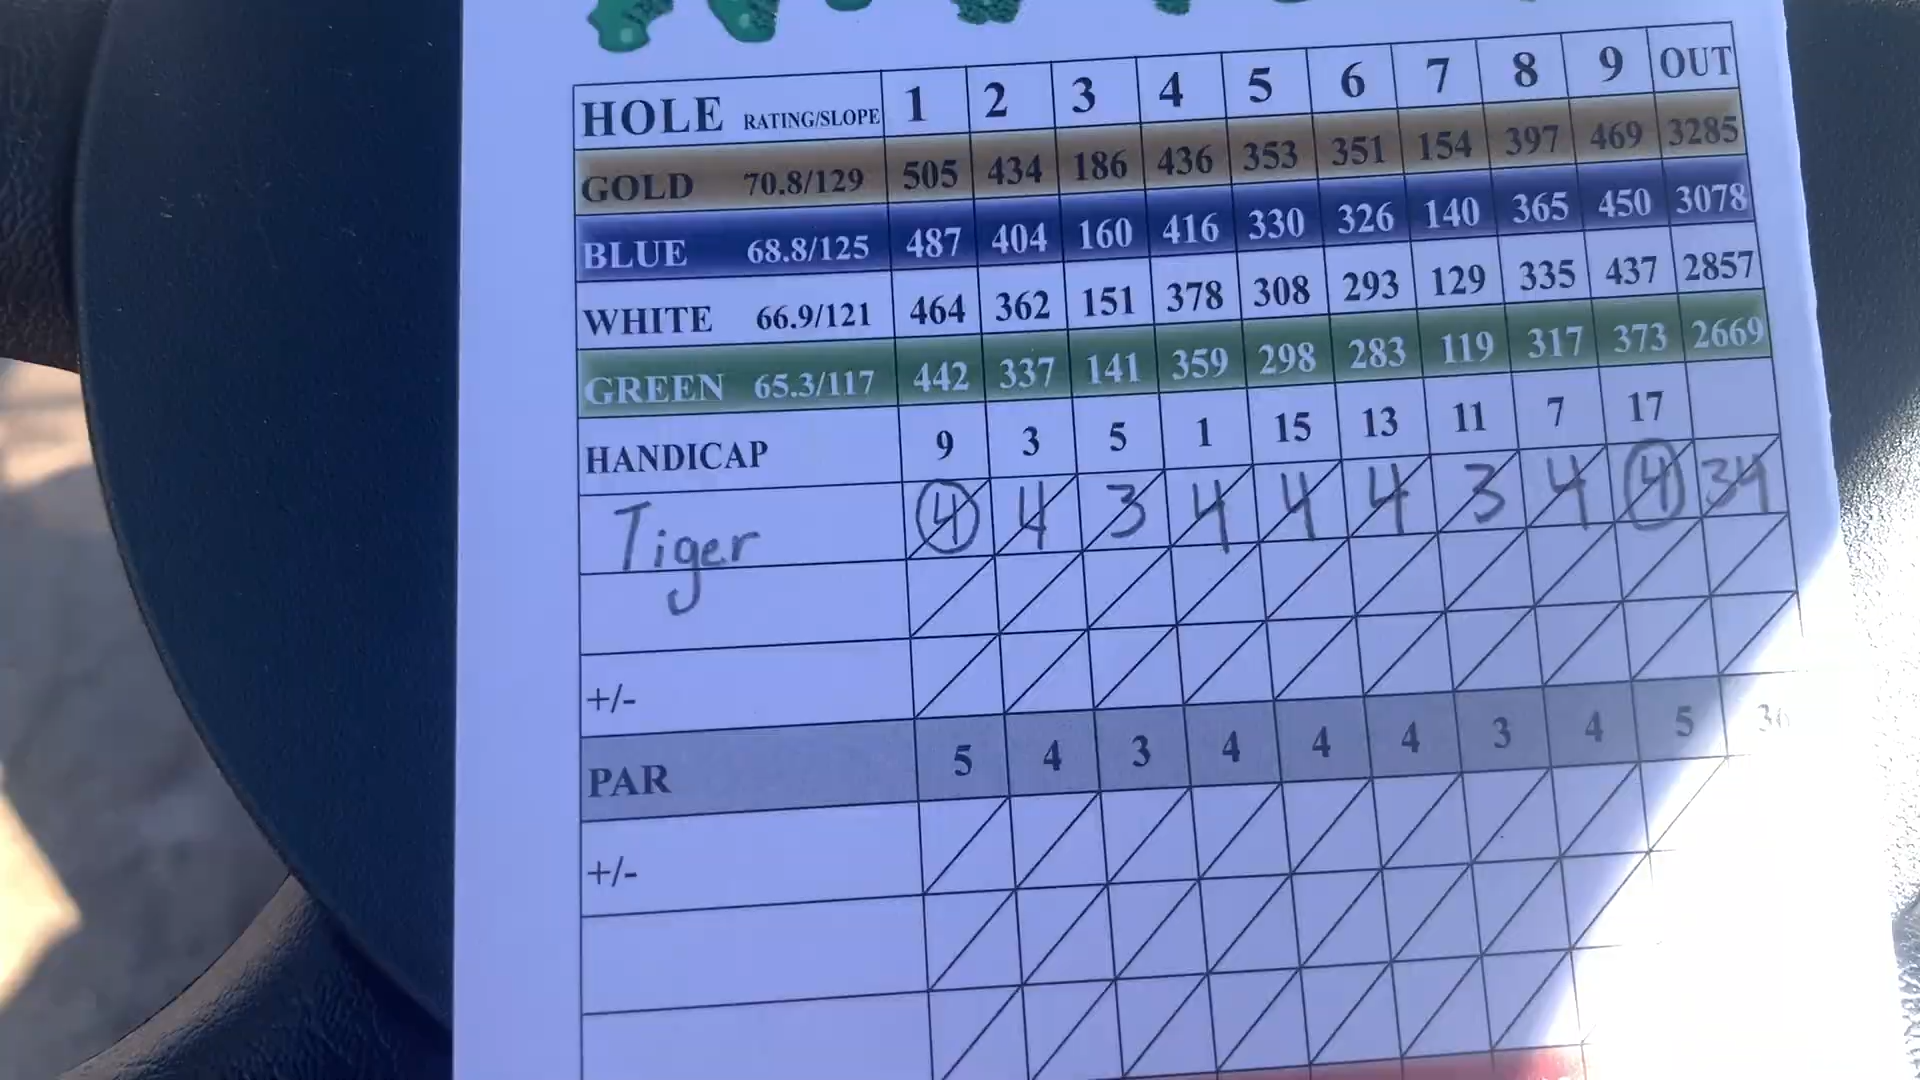 HOLE RATING/SLOPE 1 2 3 4 5 6 7 8 9 OUT
GOLD 70.8/129 505 434 186 436 353 351 154 397 469 3285
BLUE 68.8/125 487 404 160 416 330 326 140 365 450 3078
WHITE 66.9/121 464 362 151 378 308 293 129 335 437 2857
GREEN 65.3/117 442 337 141 359 298 283 119 317 373 2669
HANDICAP 9 3 5 1 15 13 11 7 17
Tiger 4 4 3 4 4 4 3 4 4 34
+/-
PAR 5 4 3 4 4 4 3 4 5
+/-